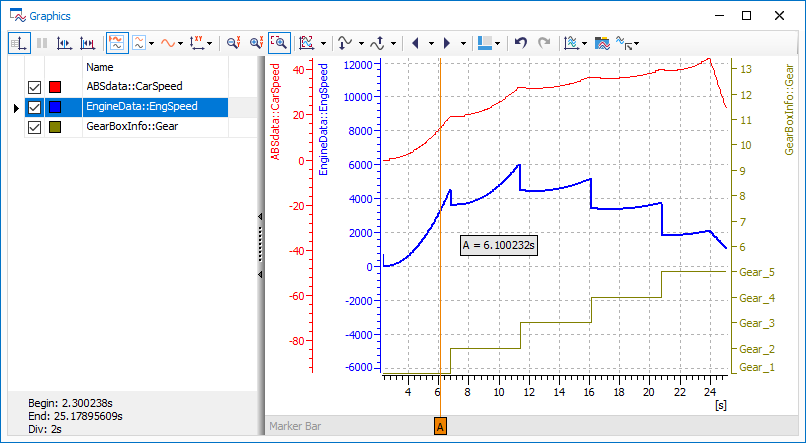 Graphics
Name
ABSdata::CarSpeed
EngineData::EngSpeed
GearBoxInfo::Gear
Begin: 2.300238s
End: 25.17895609s
Div: 2s
ABSdata::CarSpeed
40
20
0
-20
-40
-60
-80
EngineData::EngSpeed
12000
10000
8000
6000
4000
2000
0
-2000
-4000
-6000
A = 6.100232s
13
12
11
10
9
8
7
6
Gear_5
Gear_4
Gear_3
Gear_2
Gear_1
GearBoxInfo::Gear
4 6 8 10 12 14 16 18 20 22 24
[s]
Marker Bar
A